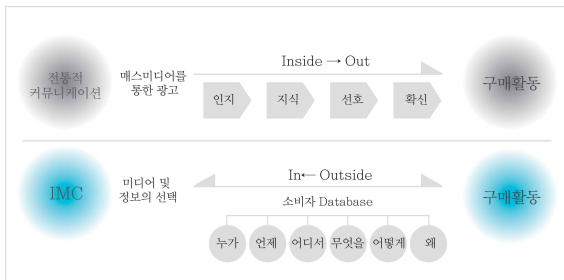 전통적
커뮤니케이션
매스미디어를
통한 광고
Inside → Out
인지
지식
선호
확신
구매활동
IMC
미디어 및
정보의 선택
In← Outside
소비자 Database
누가
언제
어디서
무엇을
어떻게
왜
구매활동